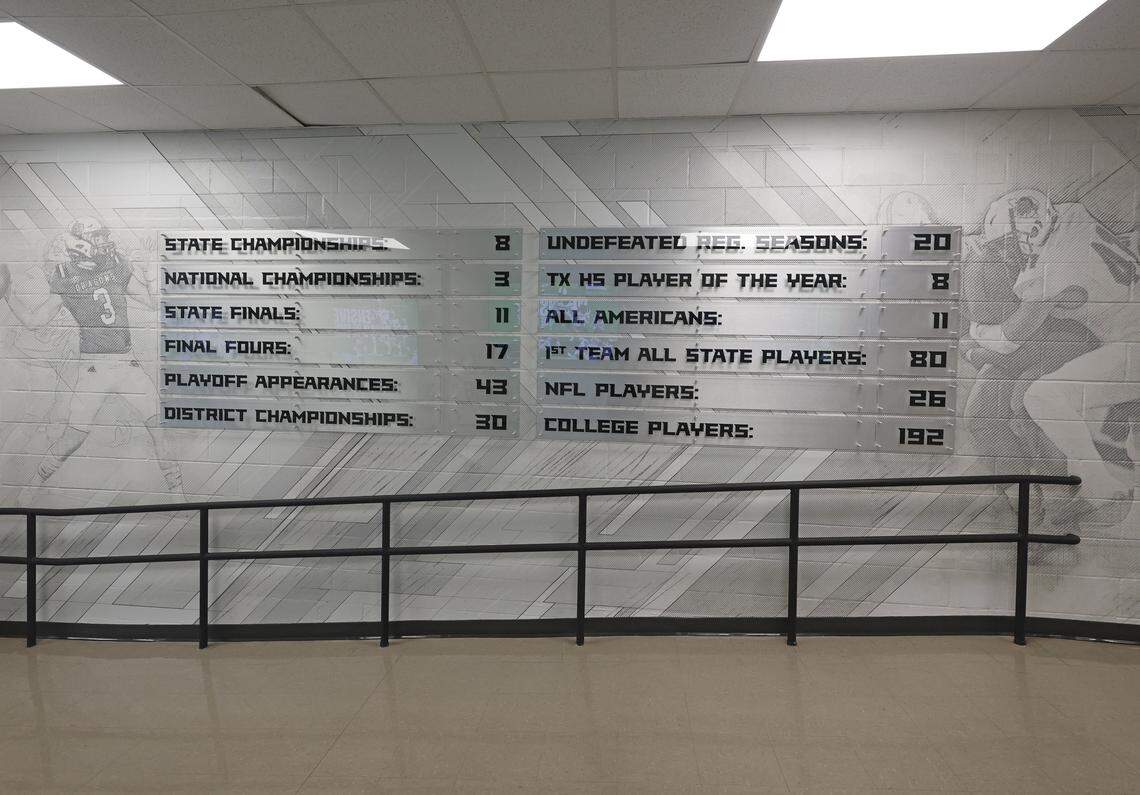 STATE CHAMPIONSHIPS: 8
NATIONAL CHAMPIONSHIPS: 3
STATE FINALS: 11
FINAL FOURS: 17
PLAYOFF APPEARANCES: 43
DISTRICT CHAMPIONSHIPS: 30
UNDEFEATED REG. SEASONS: 20
TX HS PLAYER OF THE YEAR: 8
ALL AMERICANS: 11
1ST TEAM ALL STATE PLAYERS: 80
NFL PLAYERS: 26
COLLEGE PLAYERS: 192
DRAGONS
3